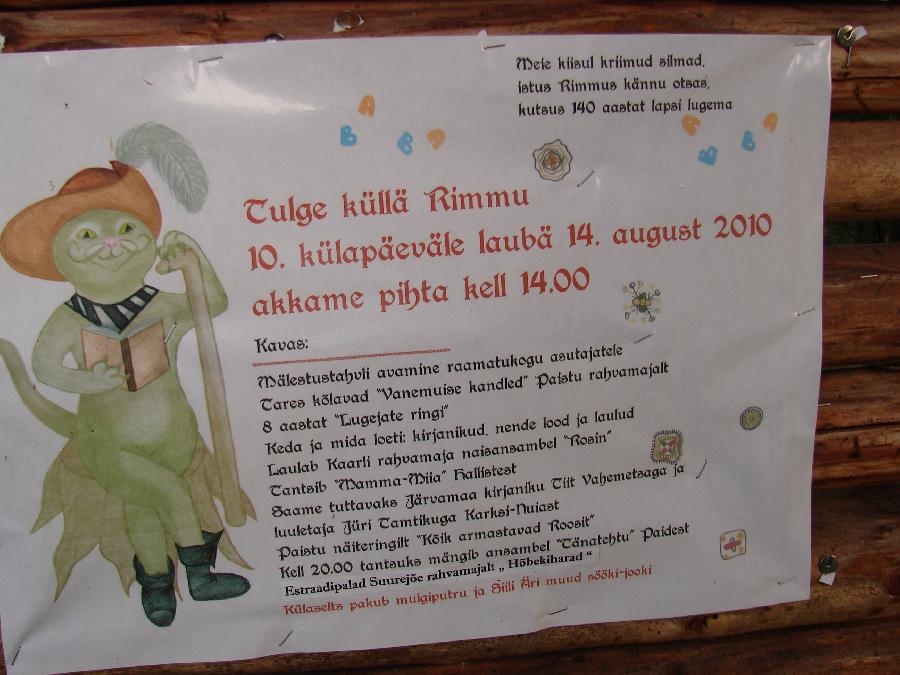 Meie kiisul kriimud silmad,
istus Rimmus kännu otsas,
kutsus 140 aastat lapsi lugema
A
B
B
A
A
B
B
A
Tulge küllä Rimmu
10. külapäeväle laubä 14. august 2010
akkame pihta kell 14.00
Kavas:
Mälestustahvli avamine raamatukogu asutajatele
Tares kõlavad "Vanemuise kandled" Paistu rahvamajalt
8 aastat "Lugejate ringi"
Keda ja mida loeti: kirjanikud, nende lood ja laulud
Laulab Kaarli rahvamaja naisansambel "Rosin"
Tantsib "Mamma-Miia" Hallistest
Saame tuttavaks Järvamaa kirjaniku Tiit Vahemetsaga ja
luuletaja Jüri Tamtikuga Karksi-Nuiast
Paistu näiteringilt "Kõik armastavad Roosit"
Kell 20.00 tantsuks mängib ansambel "Tänatehtu" Paidest
Estraadipalad Suurejõe rahvamajalt „ Hõbekiharad “
Külaselts pakub mulgiputru ja Siili Äri muud sööki-jooki